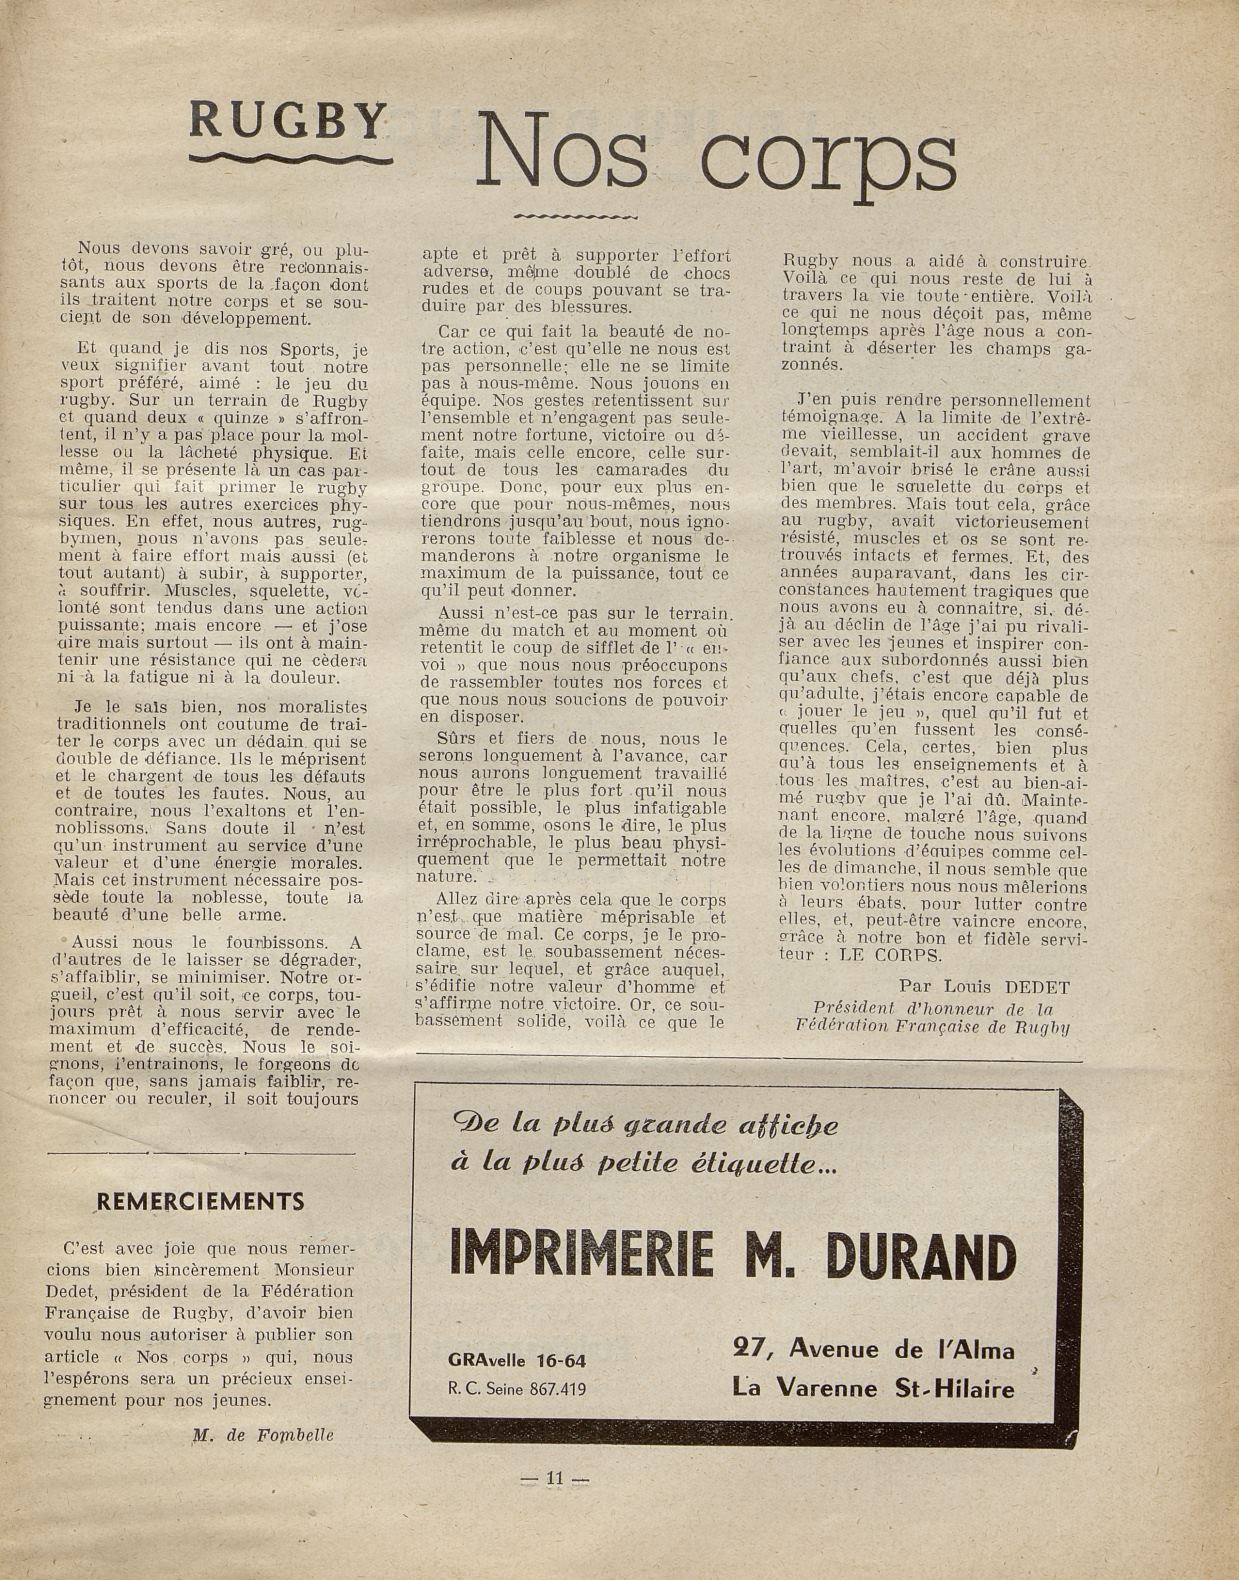 RUGBY
Nos corps
Nous devons savoir gré, ou plu-
tôt, nous devons être reconnais-
sants aux sports de la façon dont
ils traitent notre corps et se sou-
cient de son développement.
Et quand je dis nos Sports, je
veux signifier avant tout notre
sport préféré, aimé : le jeu du
rugby. Sur un terrain de Rugby
et quand deux « quinze » s'affron-
tent, il n'y a pas place pour la mol-
lesse ou la lâcheté physique. Et
même, il se présente là un cas par-
ticulier qui fait primer le rugby
sur tous les autres exercices phy-
siques. En effet, nous autres, rug-
bymen, nous n'avons pas seule-
ment à faire effort mais aussi (et
tout autant) à subir, à supporter,
à souffrir. Muscles, squelette, vo-
lonté sont tendus dans une action
puissante; mais encore — et j'ose
dire mais surtout — ils ont à main-
tenir une résistance qui ne cèdera
ni à la fatigue ni à la douleur.
Je le sais bien, nos moralistes
traditionnels ont coutume de trai-
ter le corps avec un dédain qui se
double de défiance. Ils le méprisent
et le chargent de tous les défauts
et de toutes les fautes. Nous, au
contraire, nous l'exaltons et l'en-
noblissons. Sans doute il n'est
qu'un instrument au service d'une
valeur et d'une énergie morales.
Mais cet instrument nécessaire pos-
sède toute la noblesse, toute la
beauté d'une belle arme.
Aussi nous le fourbissons. A
d'autres de le laisser se dégrader,
s'affaiblir, se minimiser. Notre or-
gueil, c'est qu'il soit, ce corps, tou-
jours prêt à nous servir avec le
maximum d'efficacité, de rende-
ment et de succès. Nous le soi-
gnons, l'entrainons, le forgeons de
façon que, sans jamais faiblir, re-
noncer ou reculer, il soit toujours
apte et prêt à supporter l'effort
adverse, même doublé de chocs
rudes et de coups pouvant se tra-
duire par des blessures.
Car ce qui fait la beauté de no-
tre action, c'est qu'elle ne nous est
pas personnelle; elle ne se limite
pas à nous-même. Nous jouons en
équipe. Nos gestes retentissent sur
l'ensemble et n'engagent pas seule-
ment notre fortune, victoire ou dé-
faite, mais celle encore, celle sur-
tout de tous les camarades du
groupe. Donc, pour eux plus en-
core que pour nous-mêmes, nous
tiendrons jusqu'au bout, nous igno-
rerons toute faiblesse et nous de-
manderons à notre organisme le
maximum de la puissance, tout ce
qu'il peut donner.
Aussi n'est-ce pas sur le terrain
même du match et au moment où
retentit le coup de sifflet de l' « en-
voi » que nous nous préoccupons
de rassembler toutes nos forces et
que nous nous soucions de pouvoir
en disposer.
Sûrs et fiers de nous, nous le
serons longuement à l'avance, car
nous aurons longuement travaillé
pour être le plus fort qu'il nous
était possible, le plus infatigable
et, en somme, osons le dire, le plus
irréprochable, le plus beau physi-
quement que le permettait notre
nature.
Allez dire après cela que le corps
n'est que matière méprisable et
source de mal. Ce corps, je le pro-
clame, est le soubassement néces-
saire sur lequel, et grâce auquel,
s'édifie notre valeur d'homme et
s'affirme notre victoire. Or, ce sou-
bassement solide, voilà ce que le
Rugby nous a aidé à construire.
Voilà ce qui nous reste de lui à
travers la vie toute entière. Voilà
ce qui ne nous déçoit pas, même
longtemps après l'âge nous a con-
traint à déserter les champs ga-
zonnés.
J'en puis rendre personnellement
témoignage. A la limite de l'extrê-
me vieillesse, un accident grave
devait, semblait-il aux hommes de
l'art, m'avoir brisé le crâne aussi
bien que le squelette du corps et
des membres. Mais tout cela, grâce
au rugby, avait victorieusement
résisté, muscles et os se sont re-
trouvés intacts et fermes. Et, des
années auparavant, dans les cir-
constances hautement tragiques que
nous avons eu à connaitre, si, dé-
jà au déclin de l'âge j'ai pu rivali-
ser avec les jeunes et inspirer con-
fiance aux subordonnés aussi bien
qu'aux chefs, c'est que déjà plus
qu'adulte, j'étais encore capable de
« jouer le jeu », quel qu'il fut et
quelles qu'en fussent les consé-
quences. Cela, certes, bien plus
qu'à tous les enseignements et à
tous les maîtres, c'est au bien-ai-
mé rugby que je l'ai dû. Mainte-
nant encore, malgré l'âge, quand
de la ligne de touche nous suivons
les évolutions d'équipes comme cel-
les de dimanche, il nous semble que
bien volontiers nous nous mêlerions
à leurs ébats, pour lutter contre
elles, et, peut-être vaincre encore,
grâce à notre bon et fidèle servi-
teur : LE CORPS.
Par Louis DEDET
Président d'honneur de la
Fédération Française de Rugby
REMERCIEMENTS
C'est avec joie que nous remer-
cions bien sincèrement Monsieur
Dedet, président de la Fédération
Française de Rugby, d'avoir bien
voulu nous autoriser à publier son
article « Nos corps » qui, nous
l'espérons sera un précieux ensei-
gnement pour nos jeunes.
M. de Fombelle
De la plus grande affiche
à la plus petite étiquette...
IMPRIMERIE M. DURAND
GRAvelle 16-64
R. C. Seine 867.419
27, Avenue de l'Alma
La Varenne St-Hilaire
— 11 —